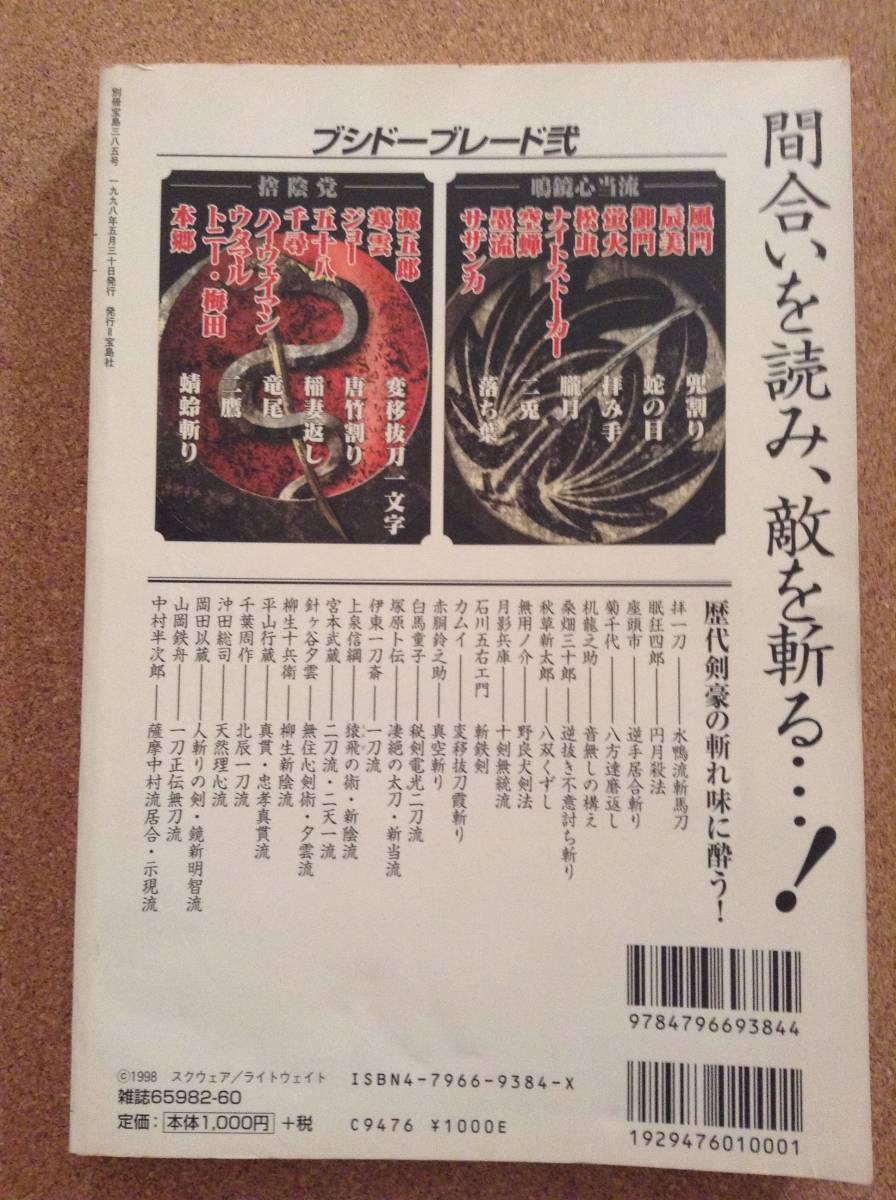 間合いを読み、敵を斬る…！
ブシドーブレード弐
鳴鏡心当流
風門
辰美
御門
蛍火
松虫
ナイトストーカー
空蝉
墨流
サザンカ
兜割り
蛇の目
拝み手
朧月
二兎
落ち葉
捨陰党
源五郎
寒雲
ジョー
五十八
千尋
ハイウェイマン
ウタマル
トニー・梅田
本郷
変移抜刀一文字
唐竹割り
稲妻返し
竜尾
三鷹
蜻蛉斬り
歴代剣豪の斬れ味に酔う！
拝一刀――水鴨流斬馬刀
眠狂四郎――円月殺法
座頭市――逆手居合斬り
菊千代――八方達磨返し
机龍之助――音無しの構え
桑畑三十郎――逆抜き不意討ち斬り
秋草新太郎――八双くずし
無用ノ介――野良犬剣法
月影兵庫――十剣無統流
石川五右エ門――斬鉄剣
カムイ――変移抜刀霞斬り
赤胴鈴之助――真空斬り
白馬童子――秘剣電光二刀流
塚原卜伝――凄絶の太刀・新当流
伊東一刀斎――一刀流
上泉信綱――猿飛の術・新陰流
宮本武蔵――二刀流・二天一流
針ヶ谷夕雲――無住心剣術・夕雲流
柳生十兵衛――柳生新陰流
平山行蔵――真貫・忠孝真貫流
千葉周作――北辰一刀流
沖田総司――天然理心流
岡田以蔵――人斬りの剣・鏡新明智流
山岡鉄舟――一刀正伝無刀流
中村半次郎――薩摩中村流居合・示現流
別冊宝島三八五号　一九九八年五月三十日発行　発行＝宝島社
9784796693844
©1998　スクウェア／ライトウェイト
ISBN4-7966-9384-X
雑誌65982-60
定価：本体1,000円＋税
C9476 ¥1000E
1929476010001